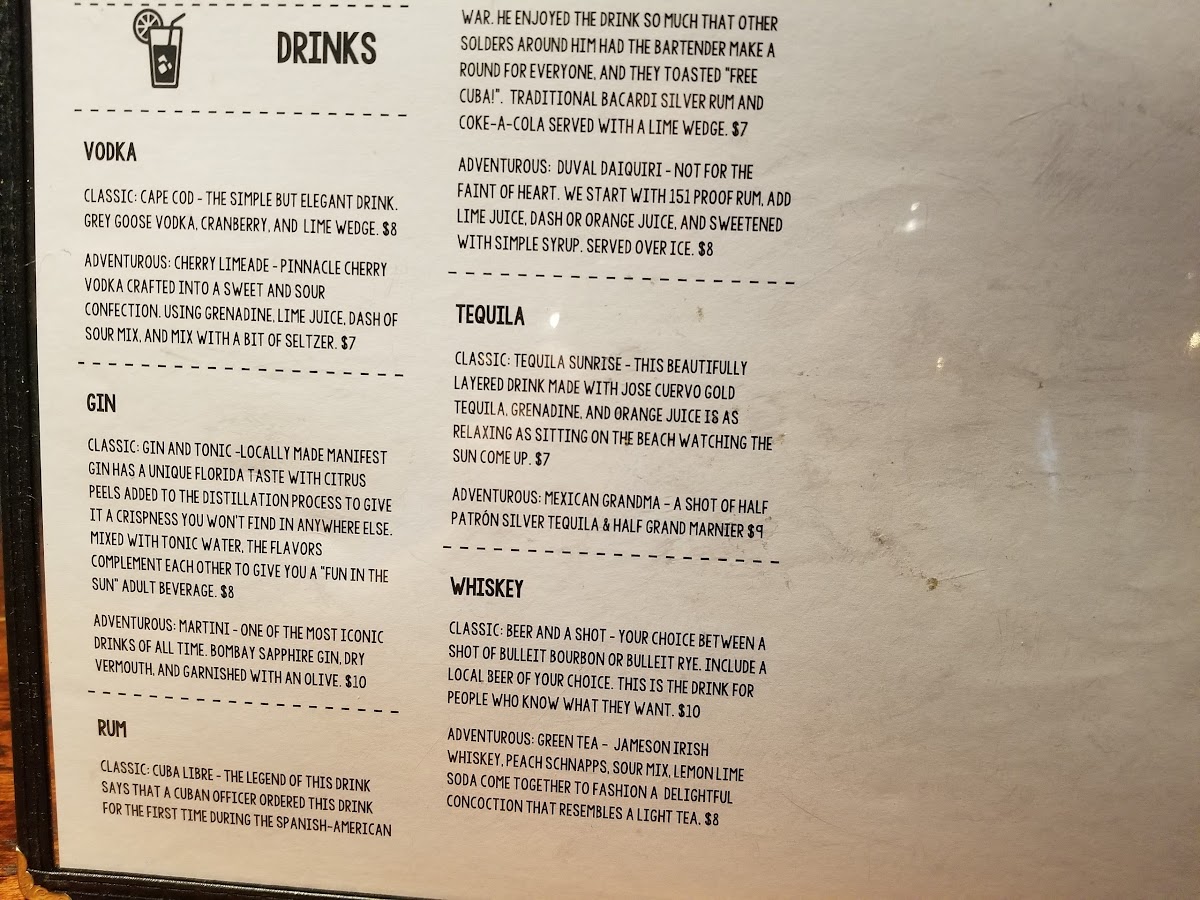 DRINKS
VODKA
CLASSIC: CAPE COD - THE SIMPLE BUT ELEGANT DRINK.
GREY GOOSE VODKA, CRANBERRY, AND LIME WEDGE. $8
ADVENTUROUS: CHERRY LIMEADE - PINNACLE CHERRY
VODKA CRAFTED INTO A SWEET AND SOUR
CONFECTION. USING GRENADINE, LIME JUICE, DASH OF
SOUR MIX, AND MIX WITH A BIT OF SELTZER. $7
GIN
CLASSIC: GIN AND TONIC -LOCALLY MADE MANIFEST
GIN HAS A UNIQUE FLORIDA TASTE WITH CITRUS
PEELS ADDED TO THE DISTILLATION PROCESS TO GIVE
IT A CRISPNESS YOU WON'T FIND IN ANYWHERE ELSE.
MIXED WITH TONIC WATER, THE FLAVORS
COMPLEMENT EACH OTHER TO GIVE YOU A "FUN IN THE
SUN" ADULT BEVERAGE. $8
ADVENTUROUS: MARTINI - ONE OF THE MOST ICONIC
DRINKS OF ALL TIME. BOMBAY SAPPHIRE GIN, DRY
VERMOUTH, AND GARNISHED WITH AN OLIVE. $10
RUM
CLASSIC: CUBA LIBRE - THE LEGEND OF THIS DRINK
SAYS THAT A CUBAN OFFICER ORDERED THIS DRINK
FOR THE FIRST TIME DURING THE SPANISH-AMERICAN
WAR. HE ENJOYED THE DRINK SO MUCH THAT OTHER
SOLDERS AROUND HIM HAD THE BARTENDER MAKE A
ROUND FOR EVERYONE, AND THEY TOASTED "FREE
CUBA!". TRADITIONAL BACARDI SILVER RUM AND
COKE-A-COLA SERVED WITH A LIME WEDGE. $7
ADVENTUROUS: DUVAL DAIQUIRI - NOT FOR THE
FAINT OF HEART. WE START WITH 151 PROOF RUM, ADD
LIME JUICE, DASH OR ORANGE JUICE, AND SWEETENED
WITH SIMPLE SYRUP. SERVED OVER ICE. $8
TEQUILA
CLASSIC: TEQUILA SUNRISE - THIS BEAUTIFULLY
LAYERED DRINK MADE WITH JOSE CUERVO GOLD
TEQUILA, GRENADINE, AND ORANGE JUICE IS AS
RELAXING AS SITTING ON THE BEACH WATCHING THE
SUN COME UP. $7
ADVENTUROUS: MEXICAN GRANDMA - A SHOT OF HALF
PATRÓN SILVER TEQUILA & HALF GRAND MARNIER $9
WHISKEY
CLASSIC: BEER AND A SHOT - YOUR CHOICE BETWEEN A
SHOT OF BULLEIT BOURBON OR BULLEIT RYE. INCLUDE A
LOCAL BEER OF YOUR CHOICE. THIS IS THE DRINK FOR
PEOPLE WHO KNOW WHAT THEY WANT. $10
ADVENTUROUS: GREEN TEA - JAMESON IRISH
WHISKEY, PEACH SCHNAPPS, SOUR MIX, LEMON LIME
SODA COME TOGETHER TO FASHION A DELIGHTFUL
CONCOCTION THAT RESEMBLES A LIGHT TEA. $8